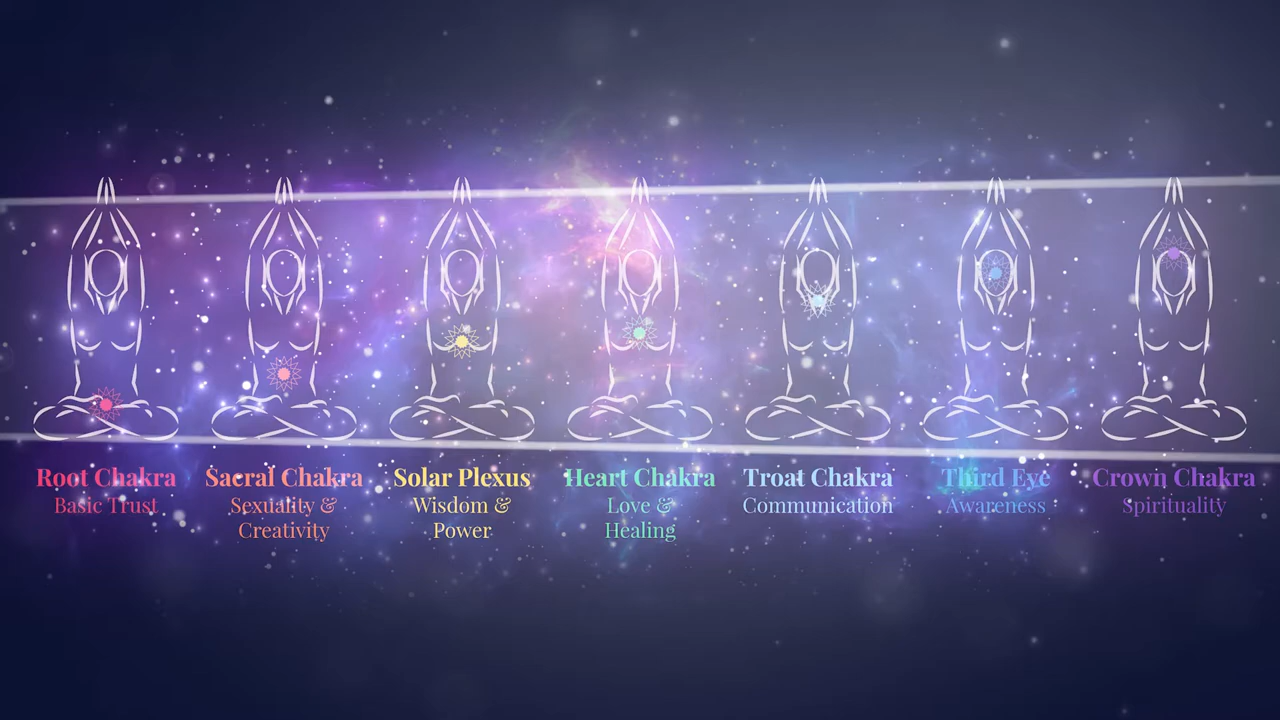 Root Chakra
Basic Trust
Sacral Chakra
Sexuality &
Creativity
Solar Plexus
Wisdom &
Power
Heart Chakra
Love &
Healing
Troat Chakra
Communication
Third Eye
Awareness
Crown Chakra
Spirituality